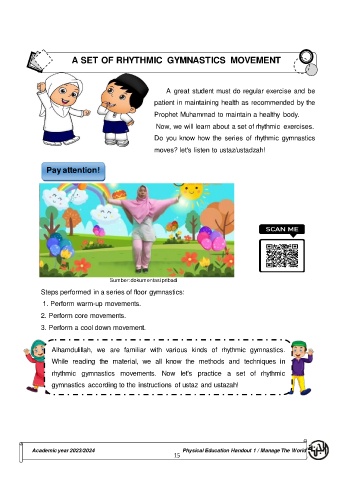 A SET OF RHYTHMIC GYMNASTICS MOVEMENT
A great student must do regular exercise and be
patient in maintaining health as recommended by the
Prophet Muhammad to maintain a healthy body.
Now, we will learn about a set of rhythmic exercises.
Do you know how the series of rhythmic gymnastics
moves? let's listen to ustaz/ustadzah!
Pay attention!
SCAN ME
Sumber: dokumentasi pribadi
Steps performed in a series of floor gymnastics:
1. Perform warm-up movements.
2. Perform core movements.
3. Perform a cool down movement.
Alhamdulillah, we are familiar with various kinds of rhythmic gymnastics.
While reading the material, we all know the methods and techniques in
rhythmic gymnastics movements. Now let's practice a set of rhythmic
gymnastics according to the instructions of ustaz and ustazah!
Academic year 2023/2024
Physical Education Handout 1 / Manage The World
15